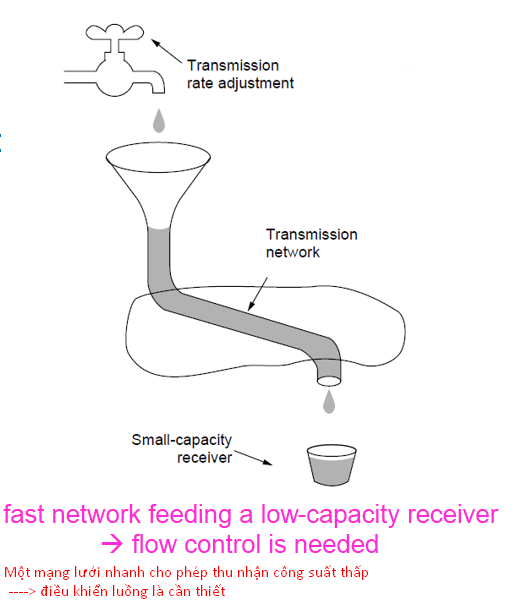 Transmission
rate adjustment
Transmission
network
Small-capacity
receiver
fast network feeding a low-capacity receiver
→ flow control is needed
Một mạng lưới nhanh cho phép thu nhận công suất thấp
----> điều khiển luồng là cần thiết